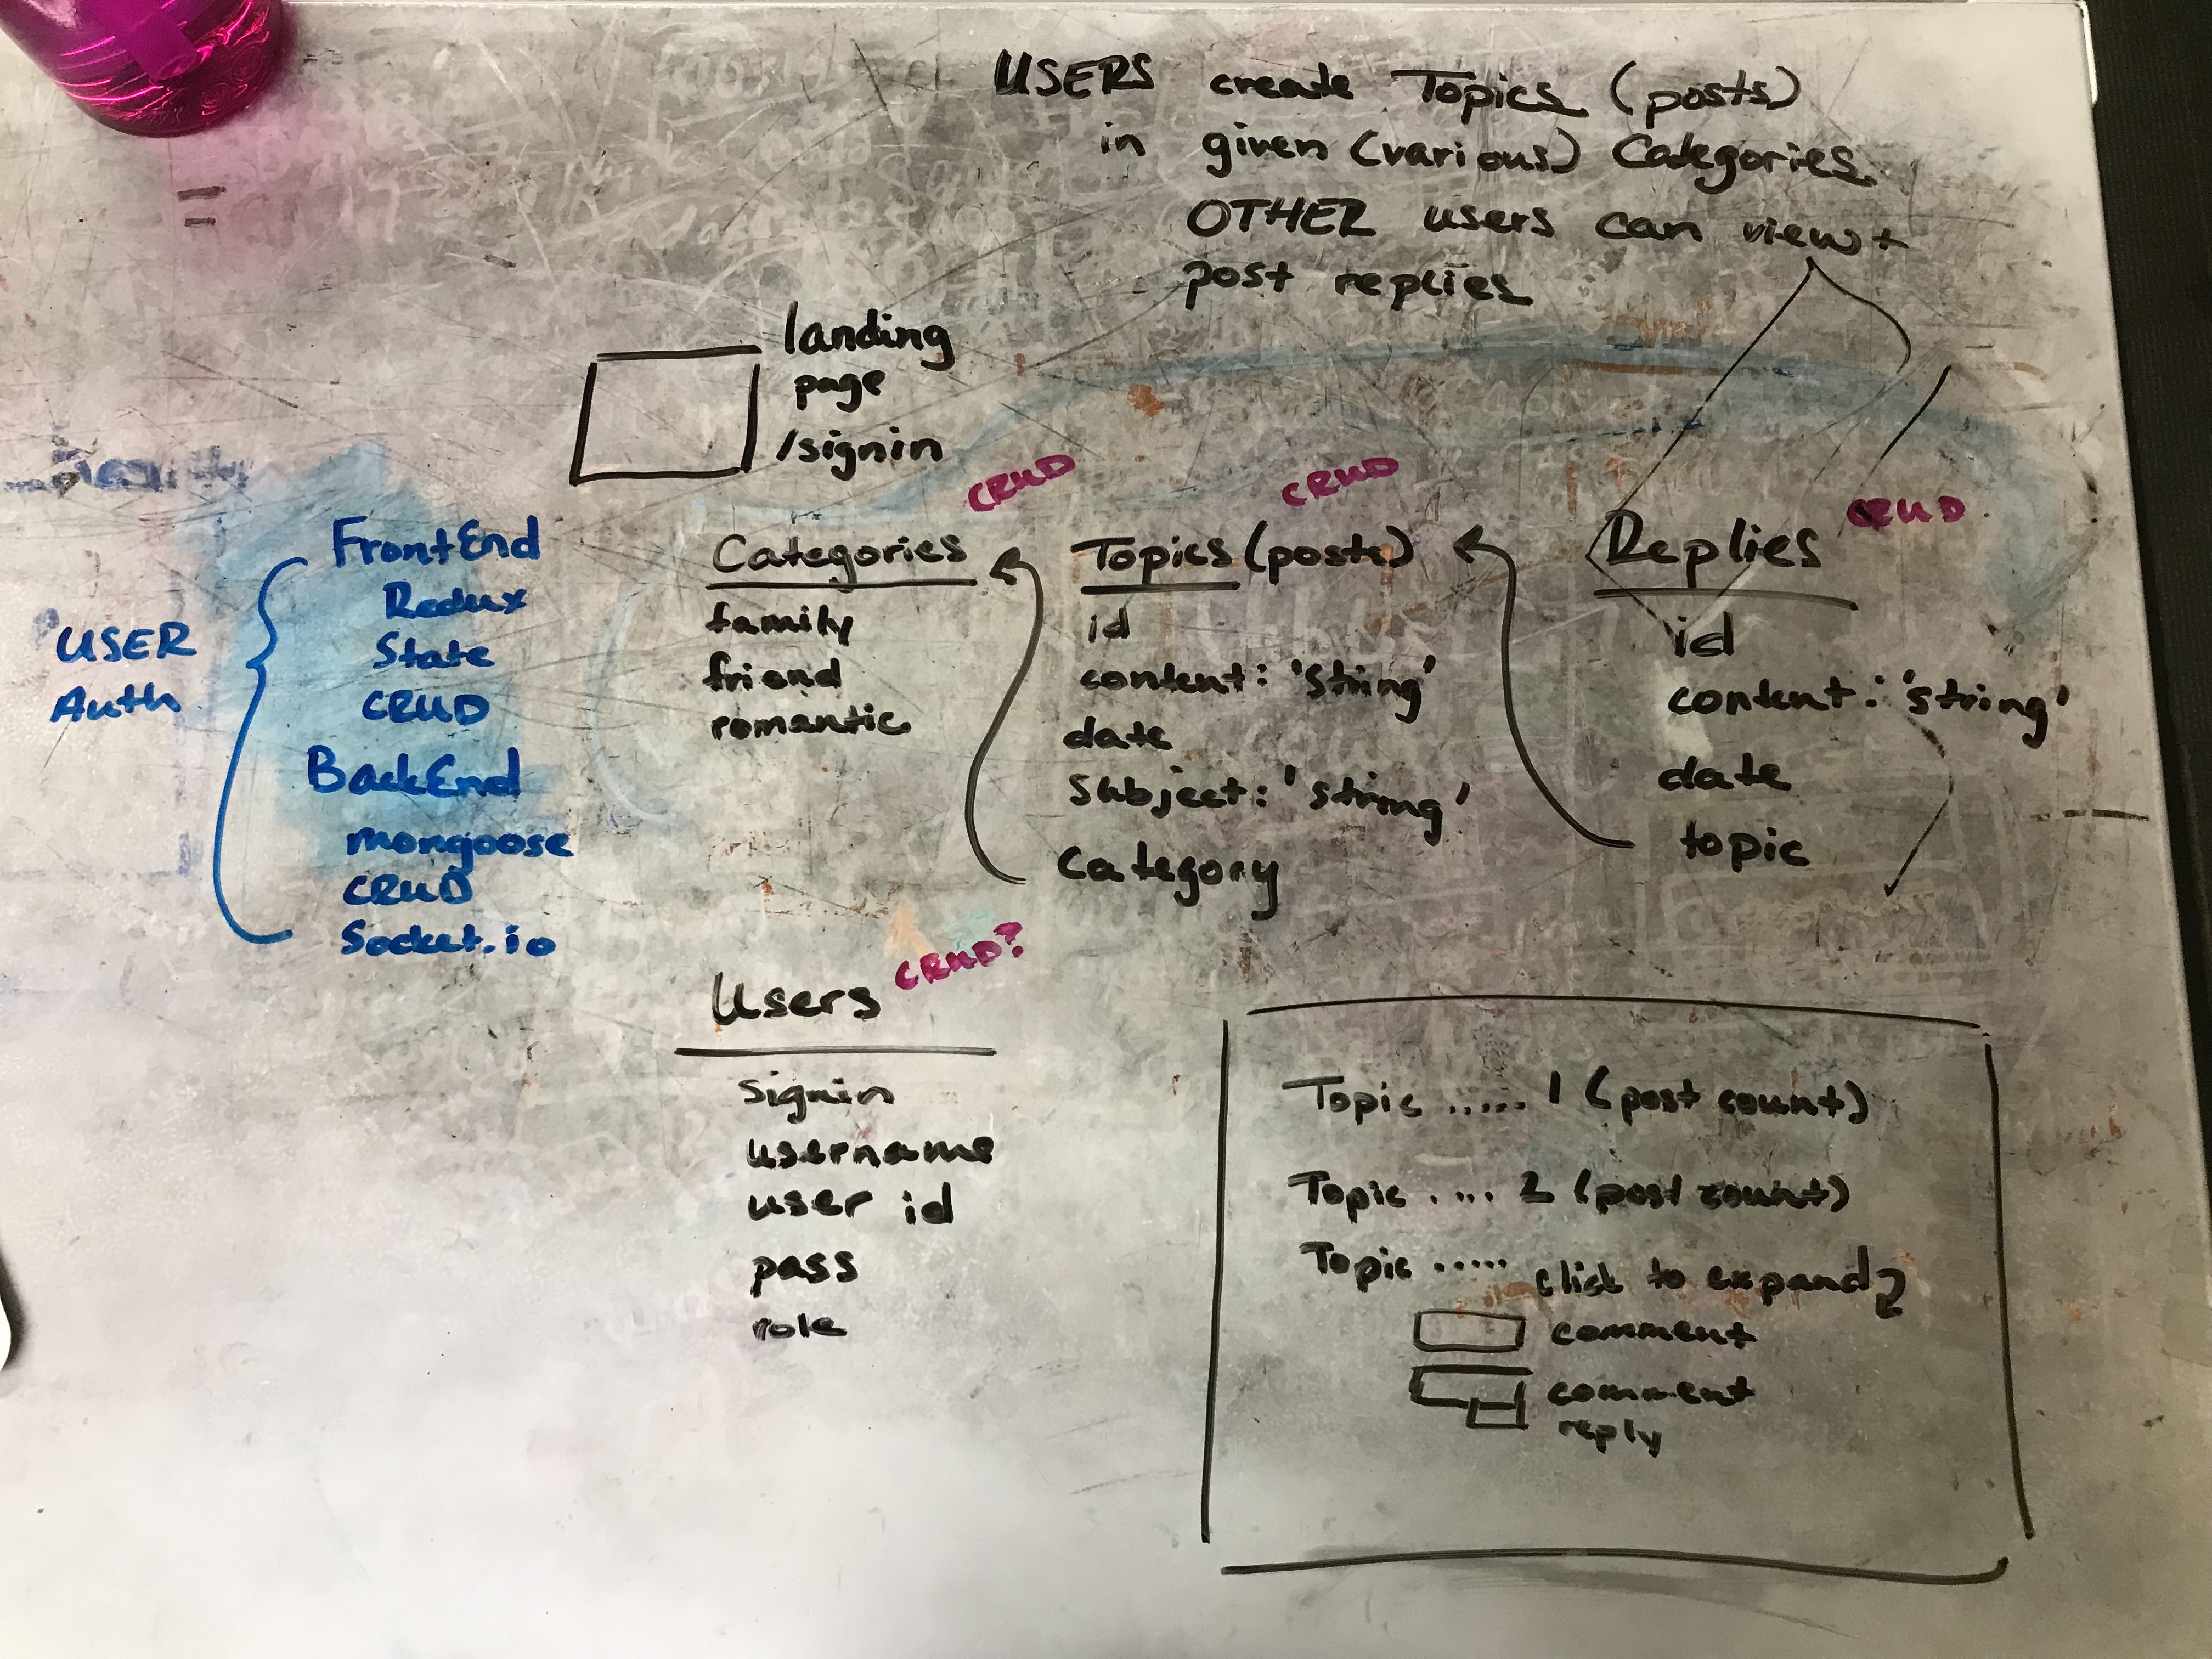 USERS create Topics (posts)
in given (various) Categories
OTHER users can view +
post replies
landing
page
/signin
USER
Auth
FrontEnd
Redux
State
CRUD
BackEnd
mongoose
CRUD
Socket.io
CRUD
Categories
family
friend
romantic
CRUD
Topics (posts)
id
content: 'string'
date
Subject: 'string'
Category
CRUD
Replies
id
content: 'string'
date
topic
CRUD?
Users
signin
username
user id
pass
role
Topic ..... 1 (post count)
Topic .... 2 (post count)
Topic ..... click to expand
comment
comment
reply